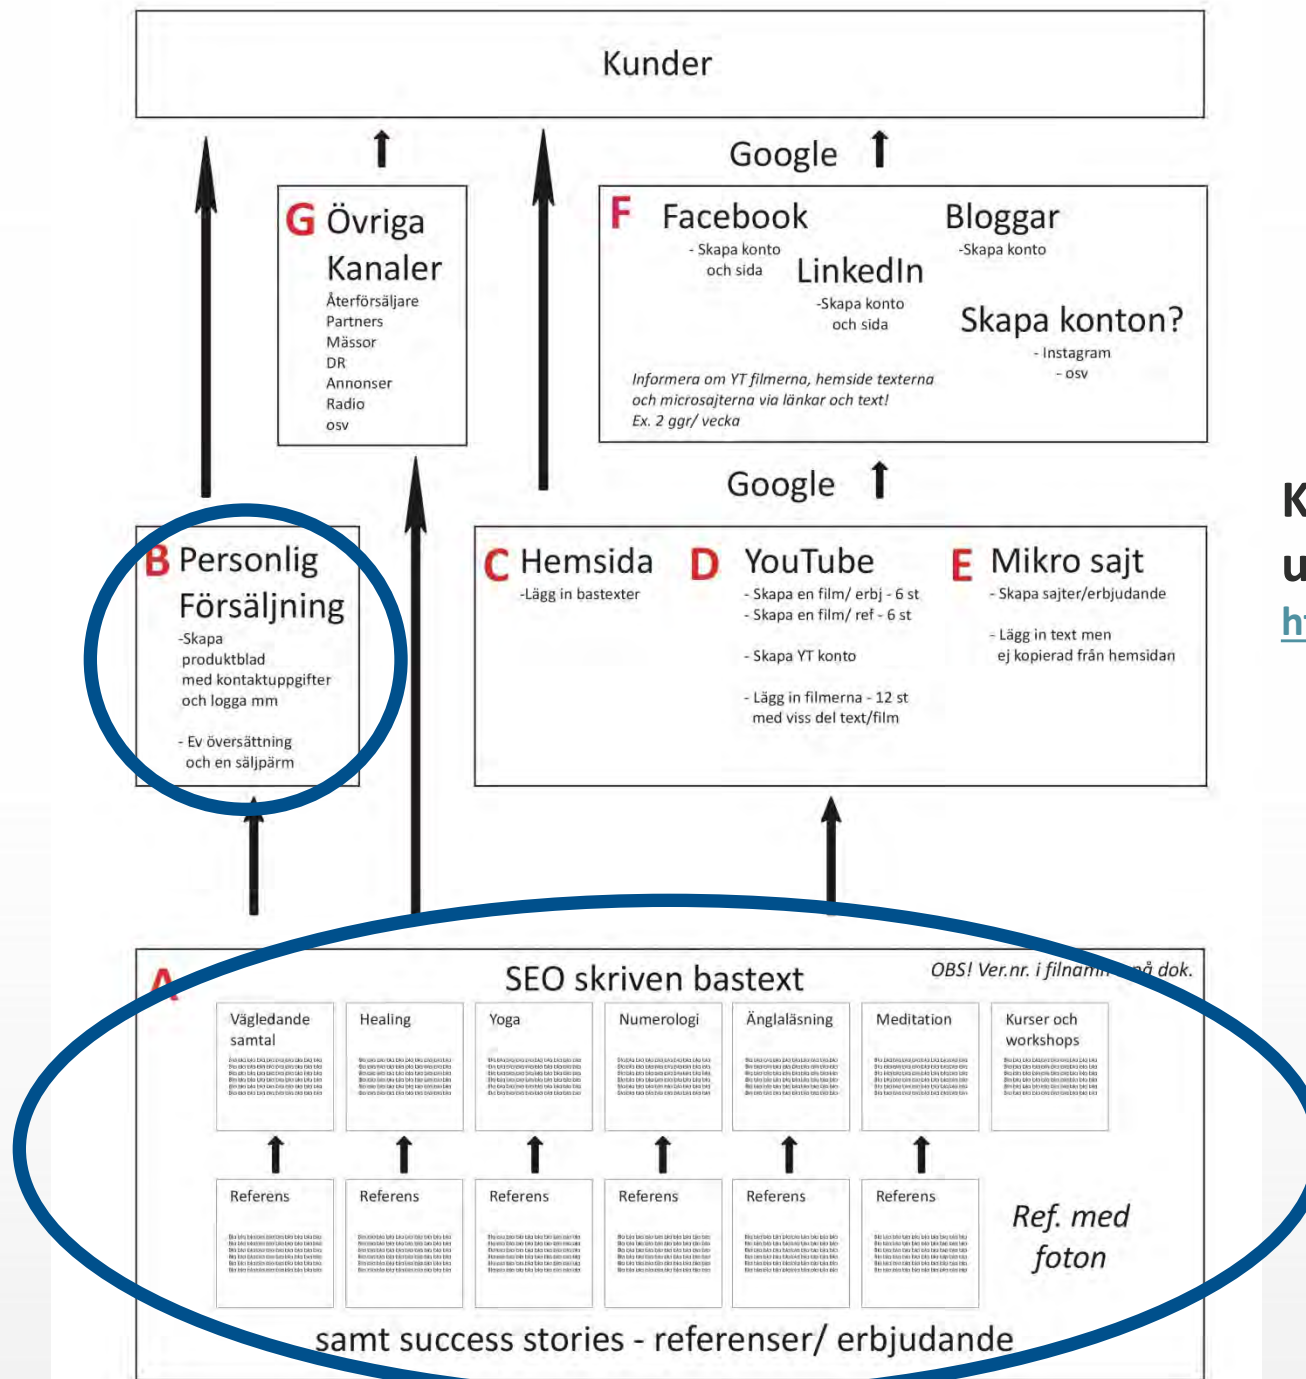 Kunder
Google
G Övriga
Kanaler
Återförsäljare
Partners
Mässor
DR
Annonser
Radio
osv
F Facebook
- Skapa konto
och sida
LinkedIn
-Skapa konto
och sida
Bloggar
-Skapa konto
Skapa konton?
- Instagram
- osv
Informera om YT filmerna, hemside texterna
och microsajterna via länkar och text!
Ex. 2 ggr/ vecka
Google
B Personlig
Försäljning
-Skapa
produktblad
med kontaktuppgifter
och logga mm
- Ev översättning
och en säljpärm
C Hemsida
-Lägg in bastexter
D YouTube
- Skapa en film/ erbj - 6 st
- Skapa en film/ ref - 6 st
- Skapa YT konto
- Lägg in filmerna - 12 st
med viss del text/film
E Mikro sajt
- Skapa sajter/erbjudande
- Lägg in text men
ej kopierad från hemsidan
K
u
A
SEO skriven bastext
OBS! Ver.nr. i dok.
Vägledande
samtal
Healing
Yoga
Numerologi
Änglaläsning
Meditation
Kurser och
workshops
Referens
Referens
Referens
Referens
Referens
Referens
Ref. med
foton
samt success stories - referenser/ erbjudande